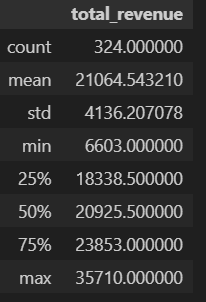 total_revenue
count 324.000000
mean 21064.543210
std 4136.207078
min 6603.000000
25% 18338.500000
50% 20925.500000
75% 23853.000000
max 35710.000000